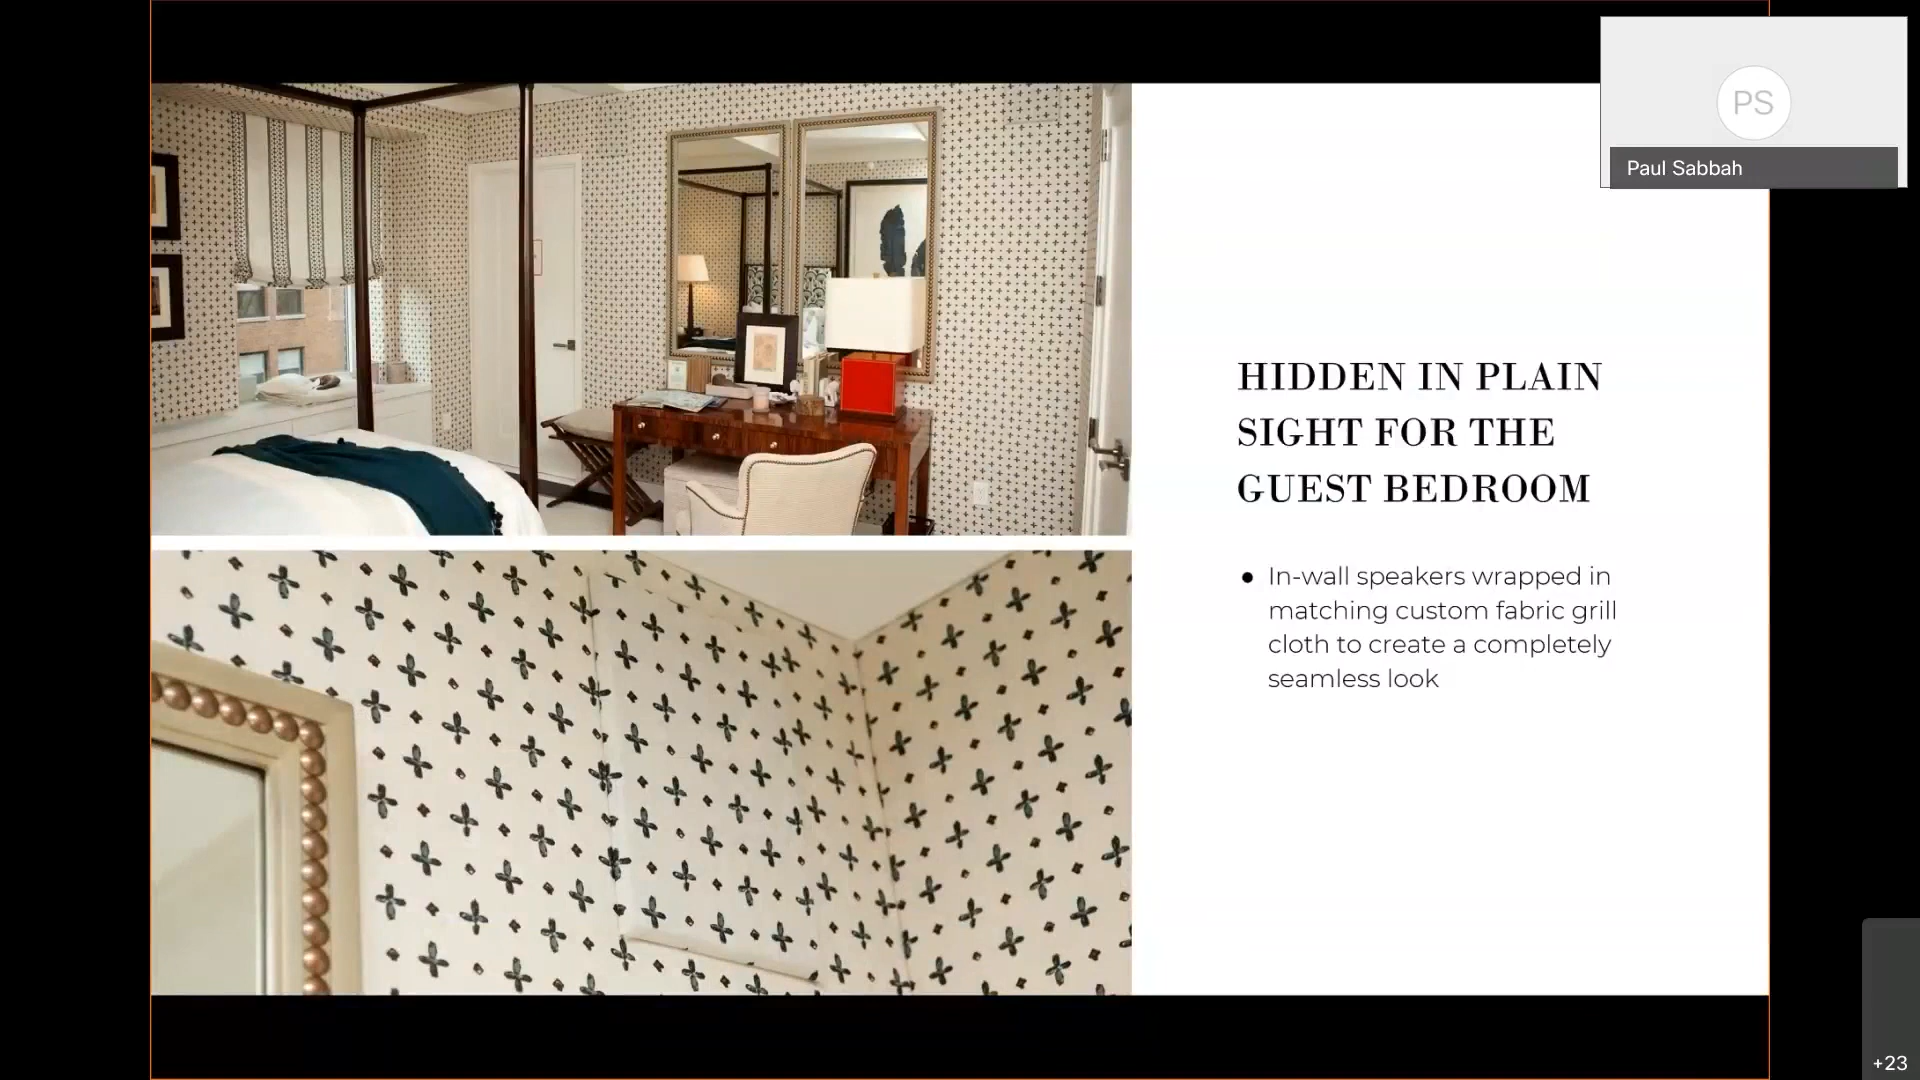 PS
Paul Sabbah
HIDDEN IN PLAIN
SIGHT FOR THE
GUEST BEDROOM
● In-wall speakers wrapped in
matching custom fabric grill
cloth to create a completely
seamless look
+23